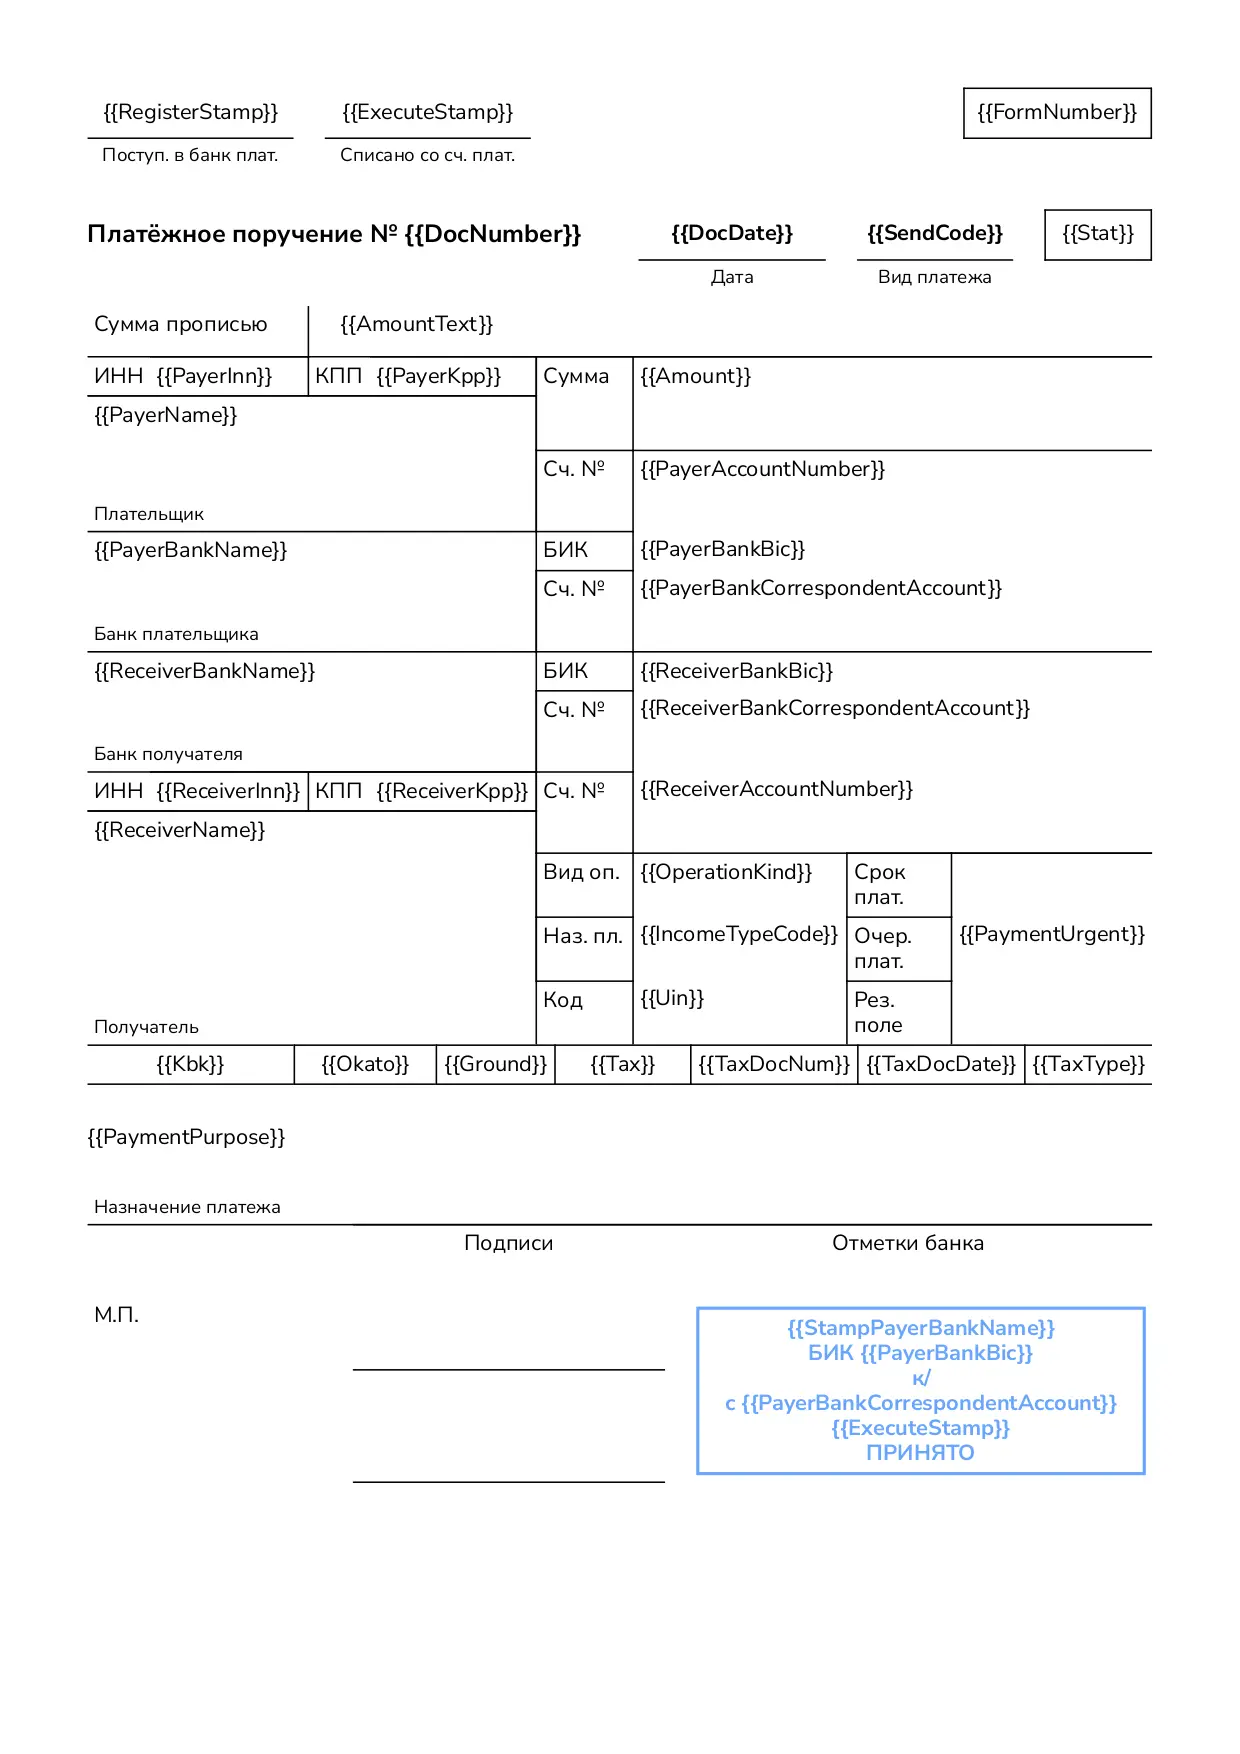 {{RegisterStamp}} {{ExecuteStamp}} {{FormNumber}}
Поступ. в банк плат. Списано со сч. плат.
Платёжное поручение № {{DocNumber}} {{DocDate}} {{SendCode}} {{Stat}}
Дата Вид платежа
Сумма прописью {{AmountText}}
ИНН {{PayerInn}} КПП {{PayerKpp}} Сумма {{Amount}}
{{PayerName}}
Сч. № {{PayerAccountNumber}}
Плательщик
{{PayerBankName}} БИК {{PayerBankBic}}
Сч. № {{PayerBankCorrespondentAccount}}
Банк плательщика
{{ReceiverBankName}} БИК {{ReceiverBankBic}}
Сч. № {{ReceiverBankCorrespondentAccount}}
Банк получателя
ИНН {{ReceiverInn}} КПП {{ReceiverKpp}} Сч. № {{ReceiverAccountNumber}}
{{ReceiverName}}
Вид оп. {{OperationKind}} Срок
плат.
Наз. пл. {{IncomeTypeCode}} Очер. {{PaymentUrgent}}
плат.
Код {{Uin}} Рез.
поле
Получатель
{{Kbk}} {{Okato}} {{Ground}} {{Tax}} {{TaxDocNum}} {{TaxDocDate}} {{TaxType}}
{{PaymentPurpose}}
Назначение платежа
Подписи Отметки банка
М.П.
{{StampPayerBankName}}
БИК {{PayerBankBic}}
к/
с {{PayerBankCorrespondentAccount}}
{{ExecuteStamp}}
ПРИНЯТО